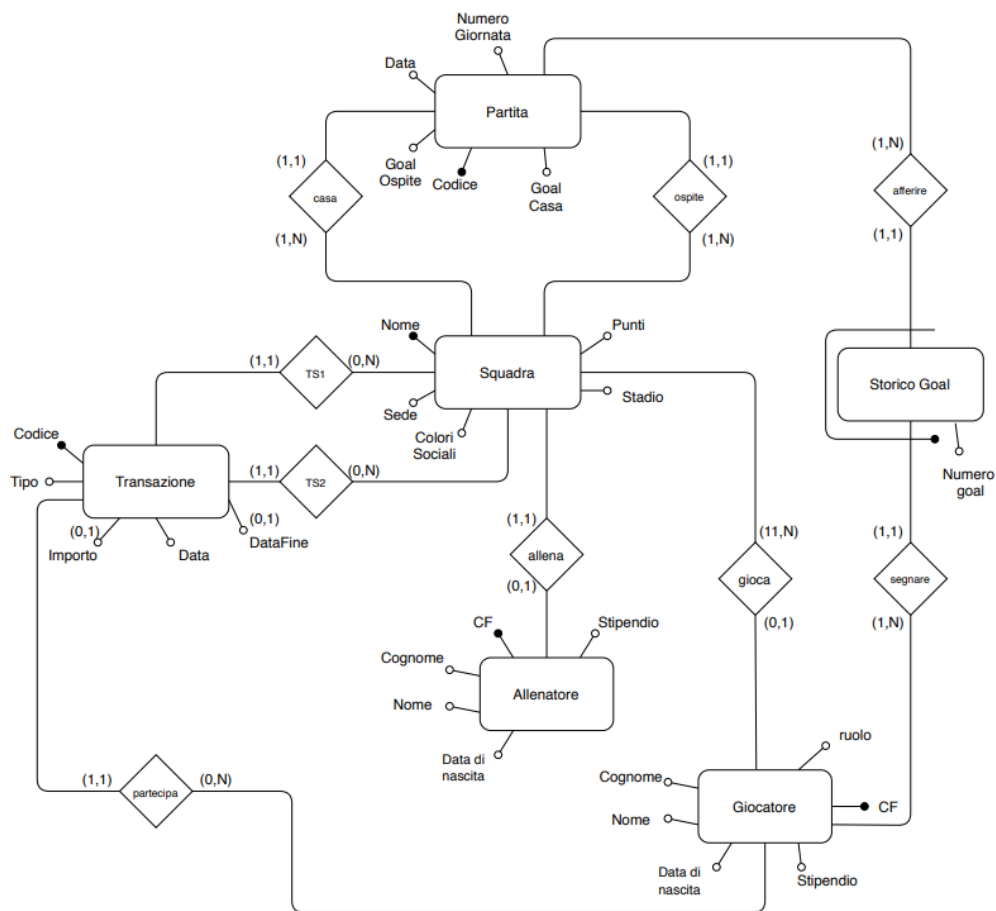 Numero
Giornata
Data
Partita
Goal
Ospite
Codice
Goal
Casa
(1,1)
casa
(1,N)
(1,1)
ospite
(1,N)
(1,N)
afferire
(1,1)
Nome
Punti
Squadra
Stadio
Sede
Colori
Sociali
(1,1)
TS1
(0,N)
Storico Goal
Numero
goal
Codice
Tipo
Transazione
(0,1)
Importo
Data
(0,1)
DataFine
(1,1)
TS2
(0,N)
(1,1)
allena
(0,1)
(11,N)
gioca
(0,1)
(1,1)
segnare
(1,N)
CF
Stipendio
Cognome
Allenatore
Nome
Data di
nascita
(1,1)
partecipa
(0,N)
ruolo
Cognome
Giocatore
CF
Nome
Data di
nascita
Stipendio